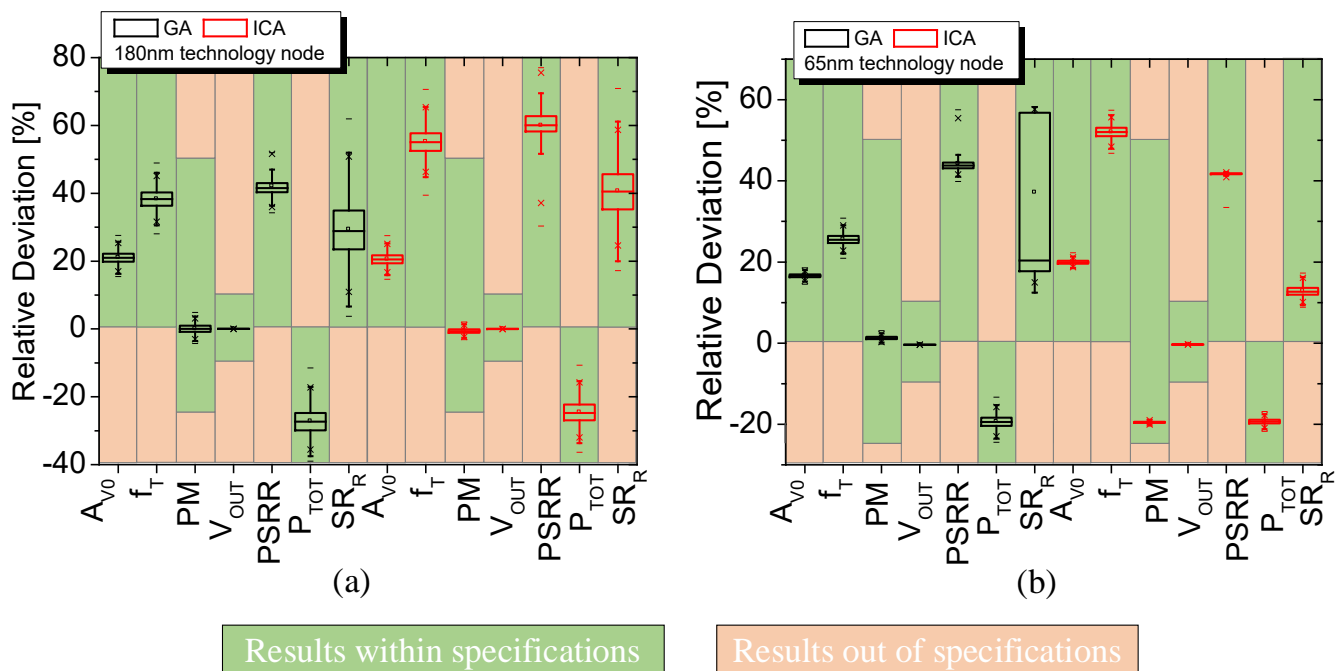 GA ICA
180nm technology node
Relative Deviation [%]
80
60
40
20
0
-20
-40
A_V0 f_T PM V_OUT PSRR P_TOT SR_R A_V0 f_T PM V_OUT PSRR P_TOT SR_R
(a)
GA ICA
65nm technology node
Relative Deviation [%]
60
40
20
0
-20
A_V0 f_T PM V_OUT PSRR P_TOT SR_R A_V0 f_T PM V_OUT PSRR P_TOT SR_R
(b)
Results within specifications
Results out of specifications